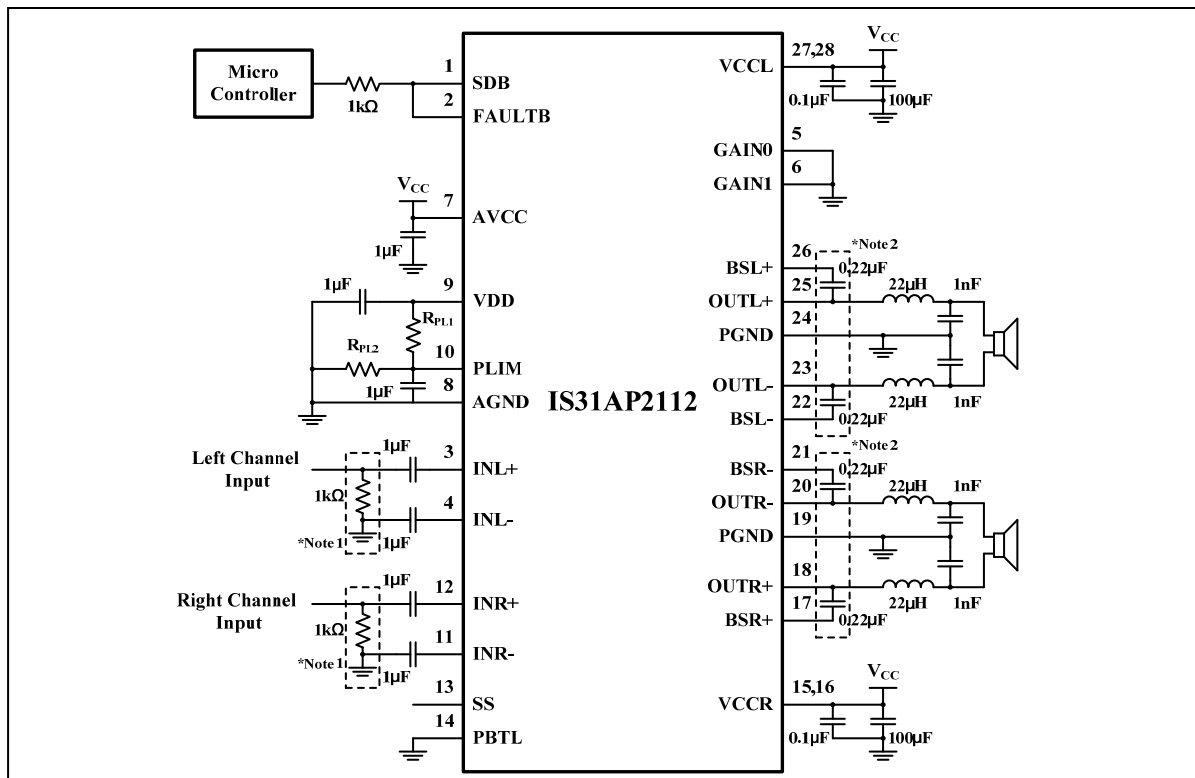 Micro
Controller
1kΩ
1
SDB
2
FAULTB
VCC
7
AVCC
1µF
1µF
9
VDD
RPL1
RPL2
10
PLIM
1µF
8
AGND
Left Channel
Input
1µF
3
INL+
1kΩ
4
INL-
*Note 1
1µF
Right Channel
Input
1µF
12
INR+
1kΩ
11
INR-
*Note 1
1µF
13
SS
14
PBTL
IS31AP2112
VCCL
27,28
VCC
0.1µF
100µF
GAIN0
5
GAIN1
6
*Note 2
BSL+
26
0.22µF
OUTL+
25
22µH
1nF
PGND
24
OUTL-
23
22µH
1nF
BSL-
22
0.22µF
*Note 2
BSR-
21
0.22µF
OUTR-
20
22µH
1nF
PGND
19
OUTR+
18
22µH
1nF
BSR+
17
0.22µF
VCCR
15,16
VCC
0.1µF
100µF